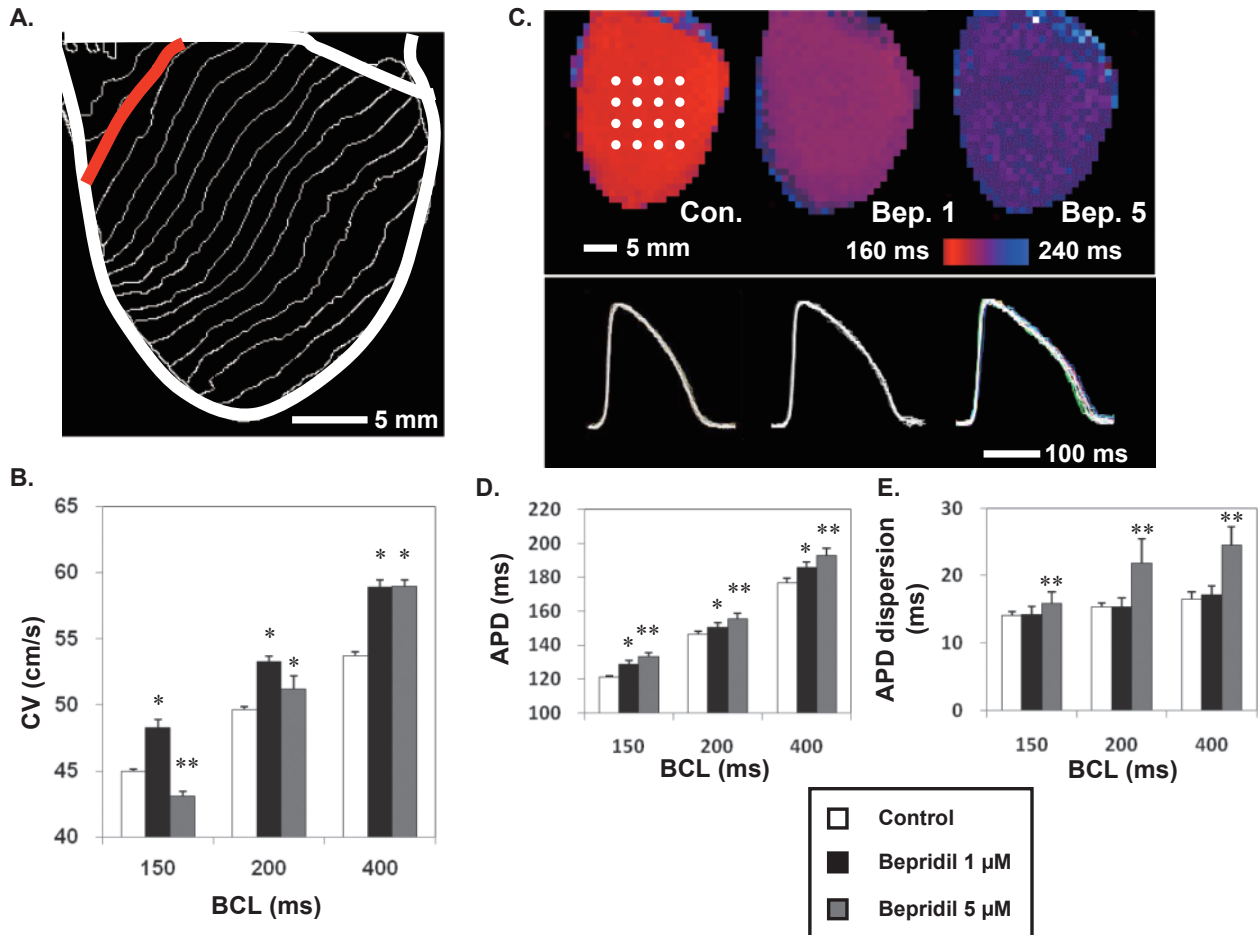 A.
5 mm
B.
CV (cm/s)
65
60
55
50
45
40
*
**
*
*
*
*
150
200
400
BCL (ms)
C.
Con.
Bep. 1
Bep. 5
5 mm
160 ms
240 ms
100 ms
D.
APD (ms)
220
200
180
160
140
120
100
*
**
*
**
*
**
150
200
400
BCL (ms)
E.
APD dispersion
(ms)
30
20
10
0
**
**
**
150
200
400
BCL (ms)
Control
Bepridil 1 µM
Bepridil 5 µM